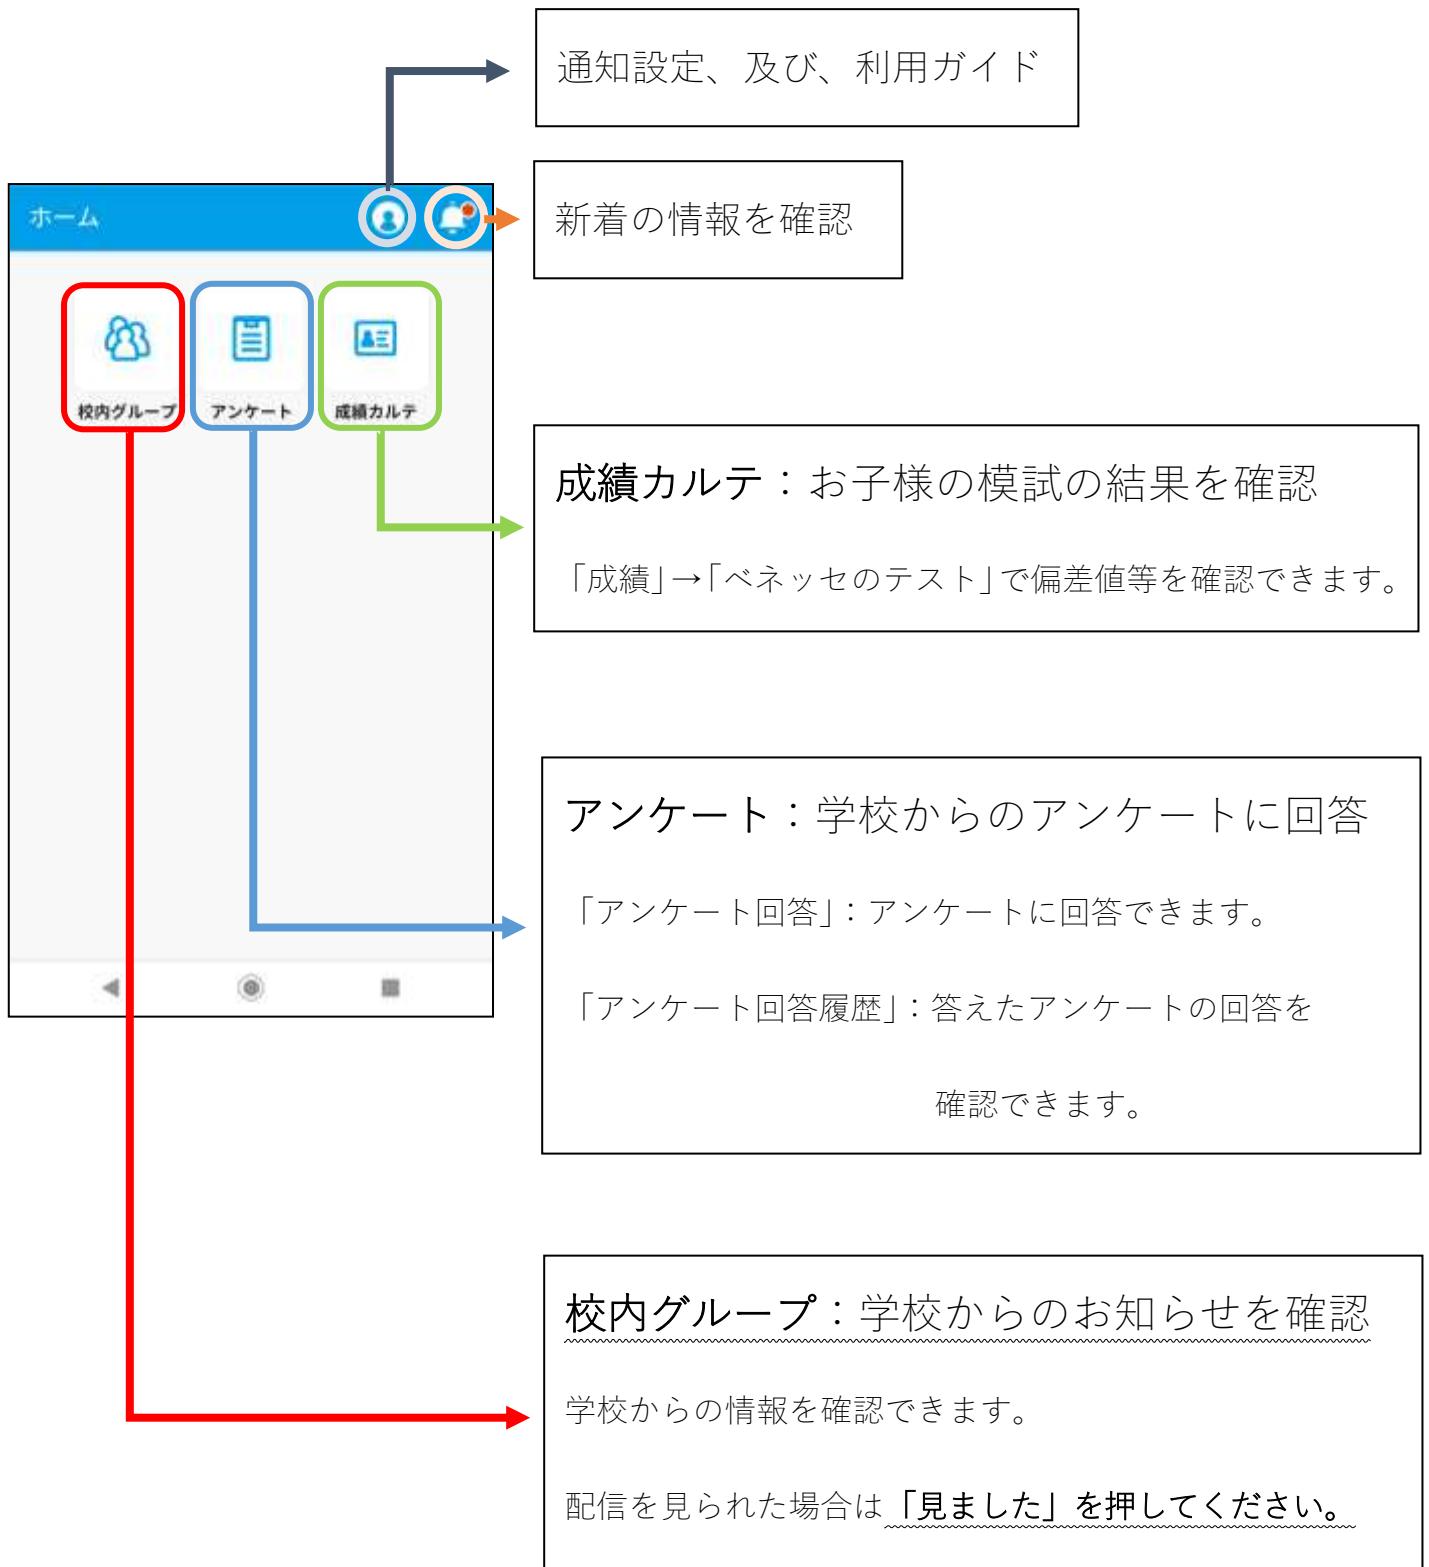 通知設定、及び、利用ガイド
新着の情報を確認
ホーム
校内グループ
アンケート
成績カルテ
成績カルテ：お子様の模試の結果を確認
「成績」→「ベネッセのテスト」で偏差値等を確認できます。
アンケート：学校からのアンケートに回答
「アンケート回答」：アンケートに回答できます。
「アンケート回答履歴」：答えたアンケートの回答を
確認できます。
校内グループ：学校からのお知らせを確認
学校からの情報を確認できます。
配信を見られた場合は「見ました」を押してください。